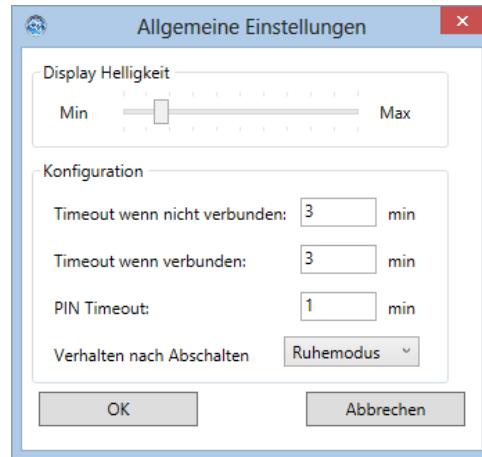 Allgemeine Einstellungen
Display Helligkeit
Min Max
Konfiguration
Timeout wenn nicht verbunden: 3 min
Timeout wenn verbunden: 3 min
PIN Timeout: 1 min
Verhalten nach Abschalten Ruhemodus
OK Abbrechen